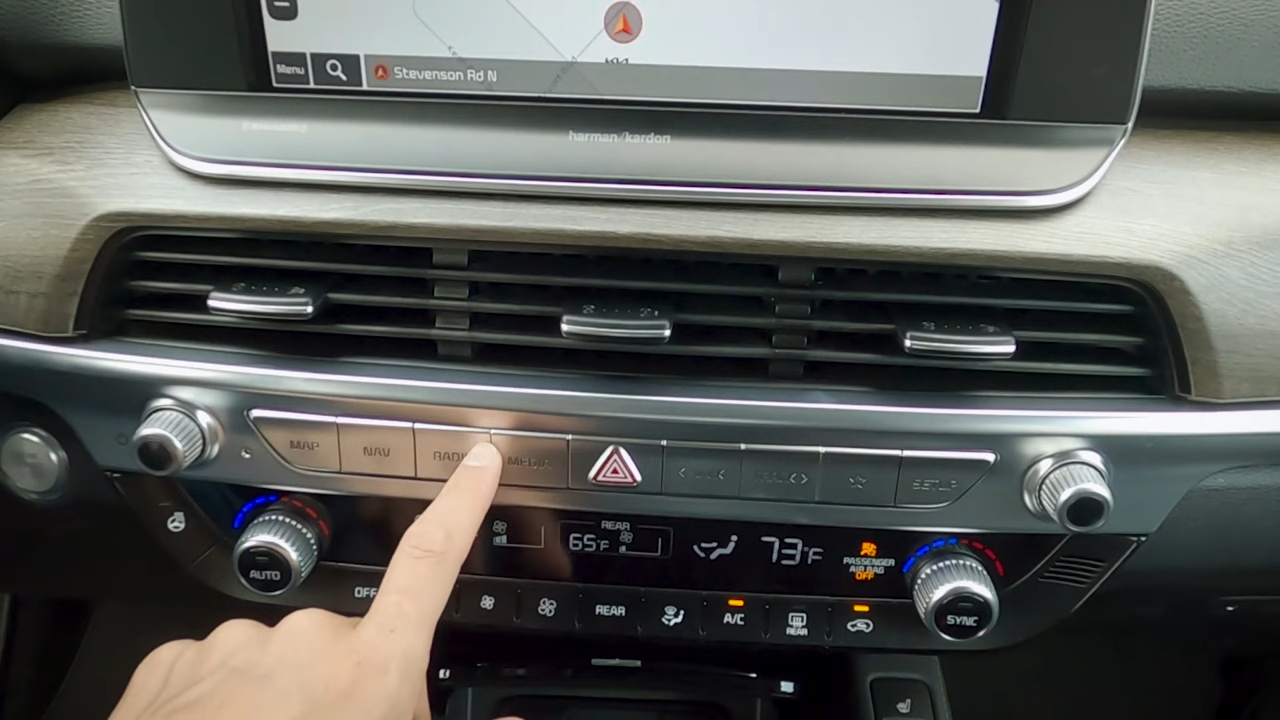 Menu
Stevenson Rd N
harman/kardon
MAP
NAV
RADIO
MEDIA
SETUP
REAR
65°F
73°F
PASSENGER
AIR BAG
OFF
AUTO
OFF
REAR
A/C
REAR
SYNC